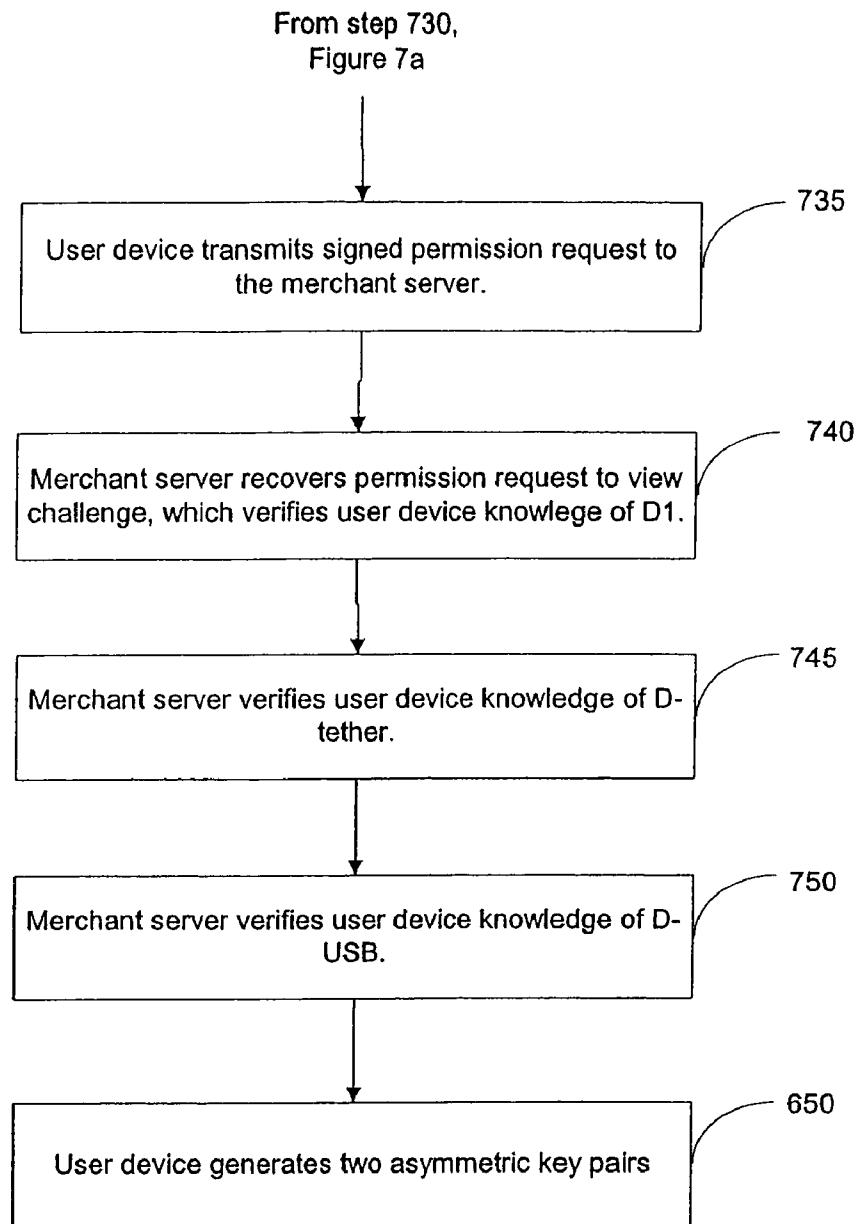 From step 730,
Figure 7a
735
User device transmits signed permission request to
the merchant server.
740
Merchant server recovers permission request to view
challenge, which verifies user device knowlege of D1.
745
Merchant server verifies user device knowledge of D-
tether.
750
Merchant server verifies user device knowledge of D-
USB.
650
User device generates two asymmetric key pairs